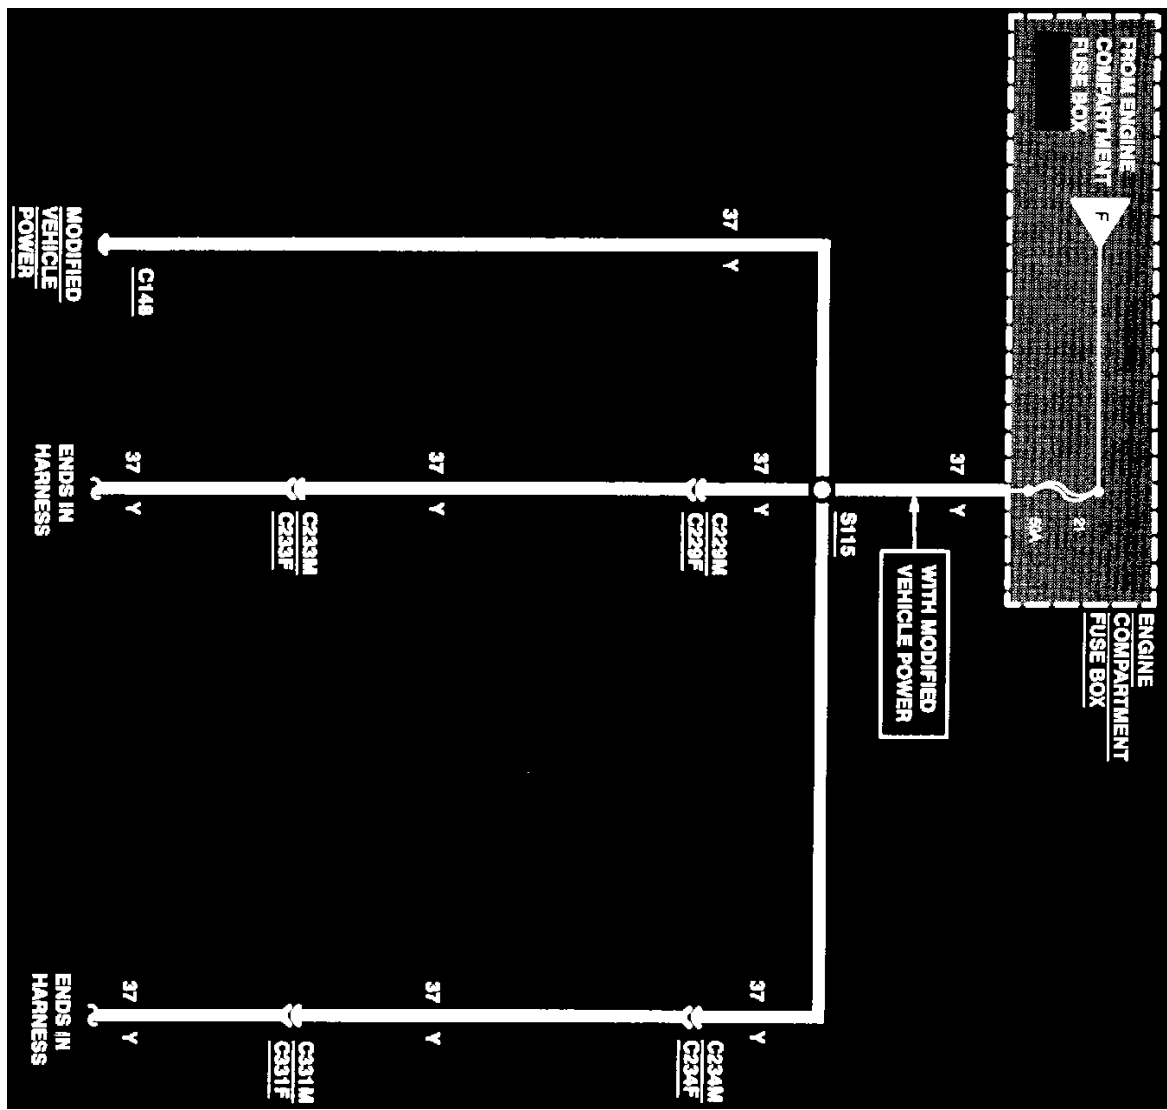 FROM ENGINE
COMPARTMENT
FUSE BOX
F
21
50A
ENGINE
COMPARTMENT
FUSE BOX
37 Y
WITH MODIFIED
VEHICLE POWER
S115
37 Y
37 Y
37 Y
C229M
C229F
C234M
C234F
37 Y
37 Y
C233M
C233F
C331M
C331F
37 Y
37 Y
C148
MODIFIED
VEHICLE
POWER
ENDS IN
HARNESS
ENDS IN
HARNESS